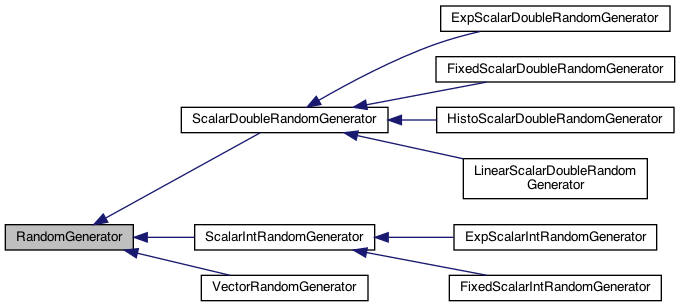 ExpScalarDoubleRandomGenerator
FixedScalarDoubleRandomGenerator
ScalarDoubleRandomGenerator
HistoScalarDoubleRandomGenerator
LinearScalarDoubleRandom
Generator
RandomGenerator
ScalarIntRandomGenerator
ExpScalarIntRandomGenerator
VectorRandomGenerator
FixedScalarIntRandomGenerator